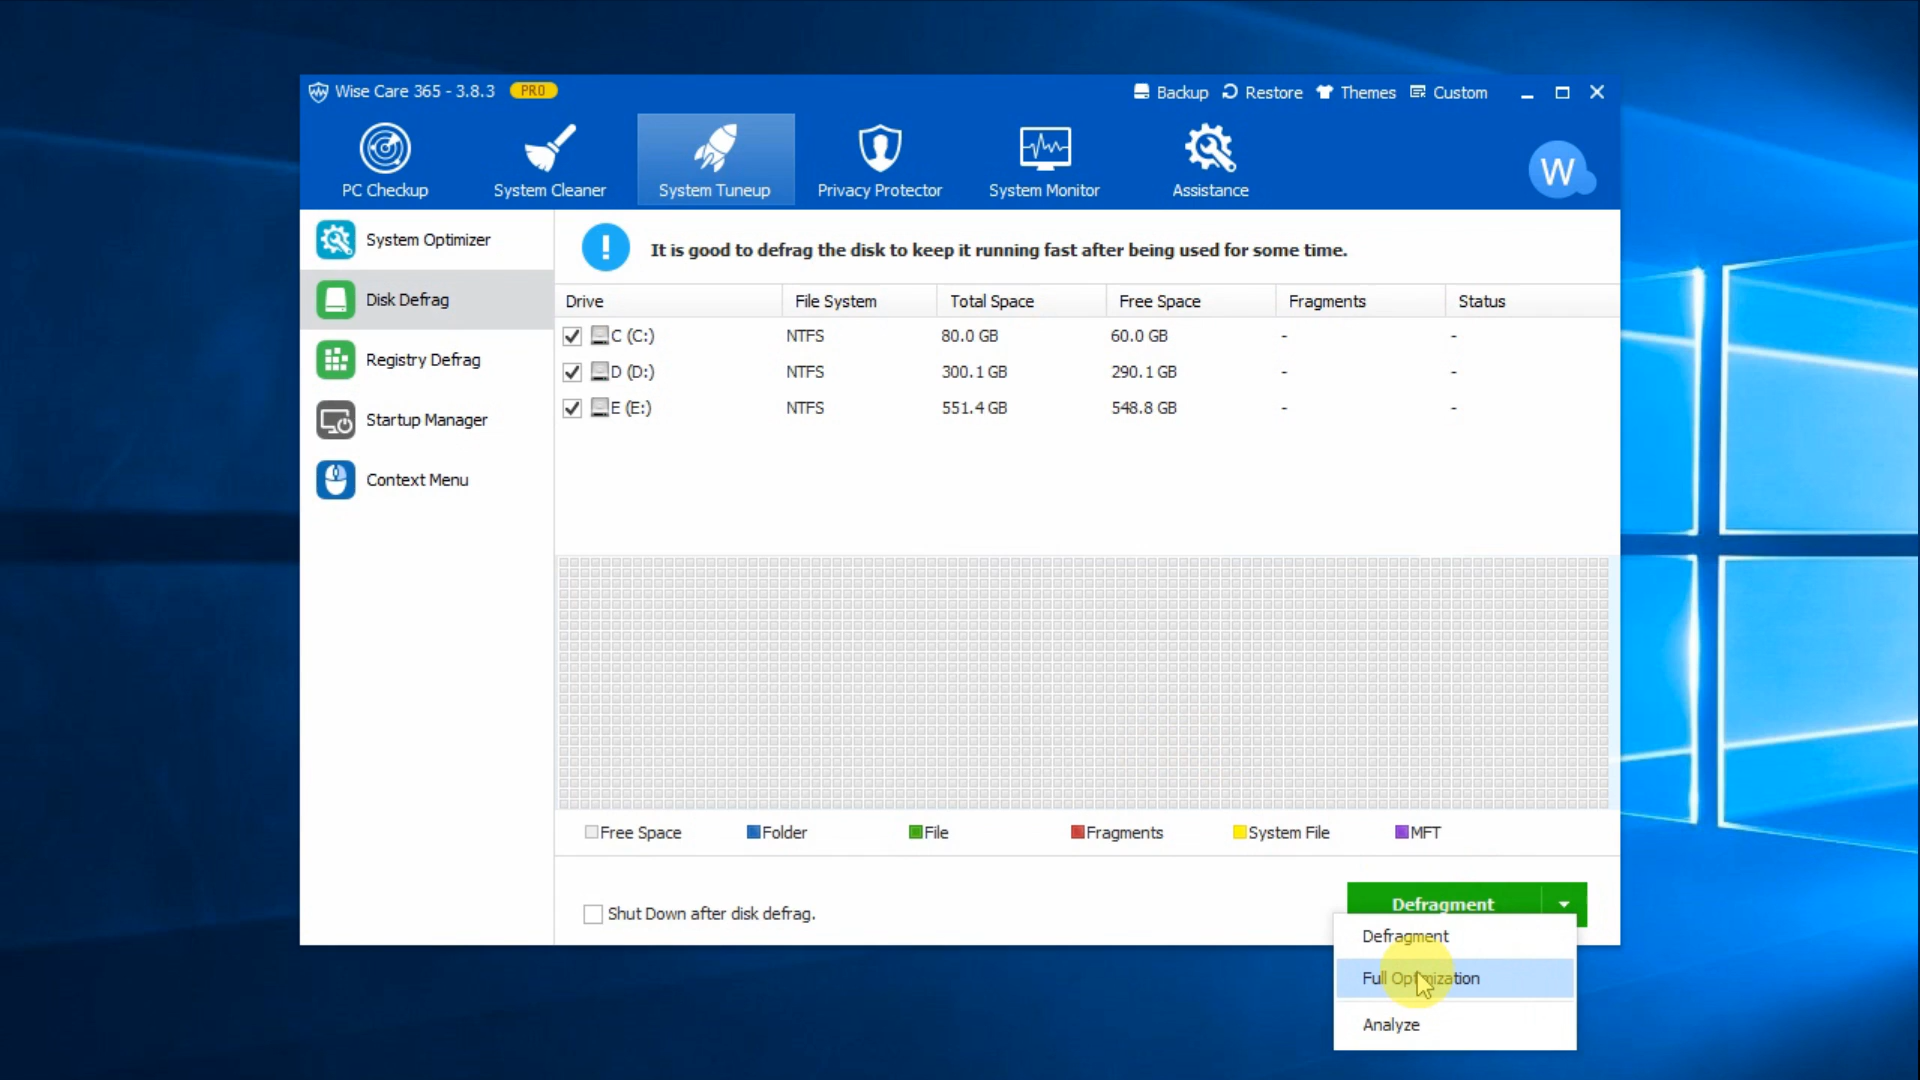 Wise Care 365 - 3.8.3 PRO
Backup Restore Themes Custom
PC Checkup System Cleaner System Tuneup Privacy Protector System Monitor Assistance
W
System Optimizer
Disk Defrag
Registry Defrag
Startup Manager
Context Menu
It is good to defrag the disk to keep it running fast after being used for some time.
Drive File System Total Space Free Space Fragments Status
C (C:) NTFS 80.0 GB 60.0 GB - -
D (D:) NTFS 300.1 GB 290.1 GB - -
E (E:) NTFS 551.4 GB 548.8 GB - -
Free Space Folder File Fragments System File MFT
Shut Down after disk defrag.
Defragment
Defragment
Full Optimization
Analyze